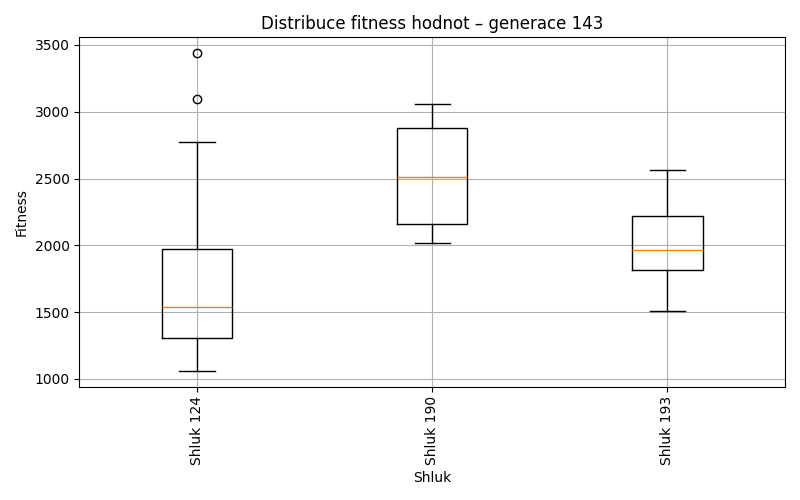 Distribuce fitness hodnot – generace 143
Fitness
3500
3000
2500
2000
1500
1000
Shluk 124
Shluk 190
Shluk 193
Shluk